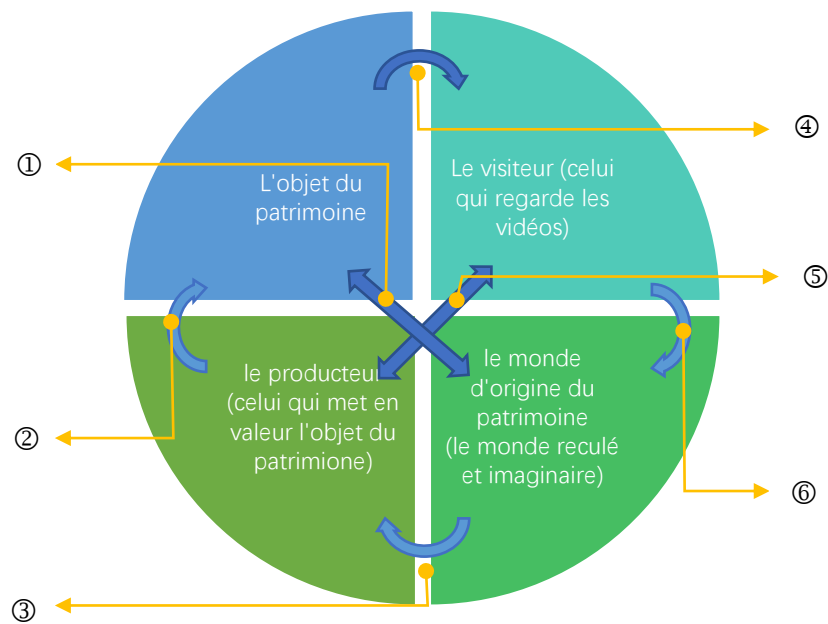 ④
①
L'objet du
patrimoine
Le visiteur (celui
qui regarde les
vidéos)
⑤
②
le producteur
(celui qui met en
valeur l'objet du
patrimione)
le monde
d'origine du
patrimoine
(le monde reculé
et imaginaire)
⑥
③